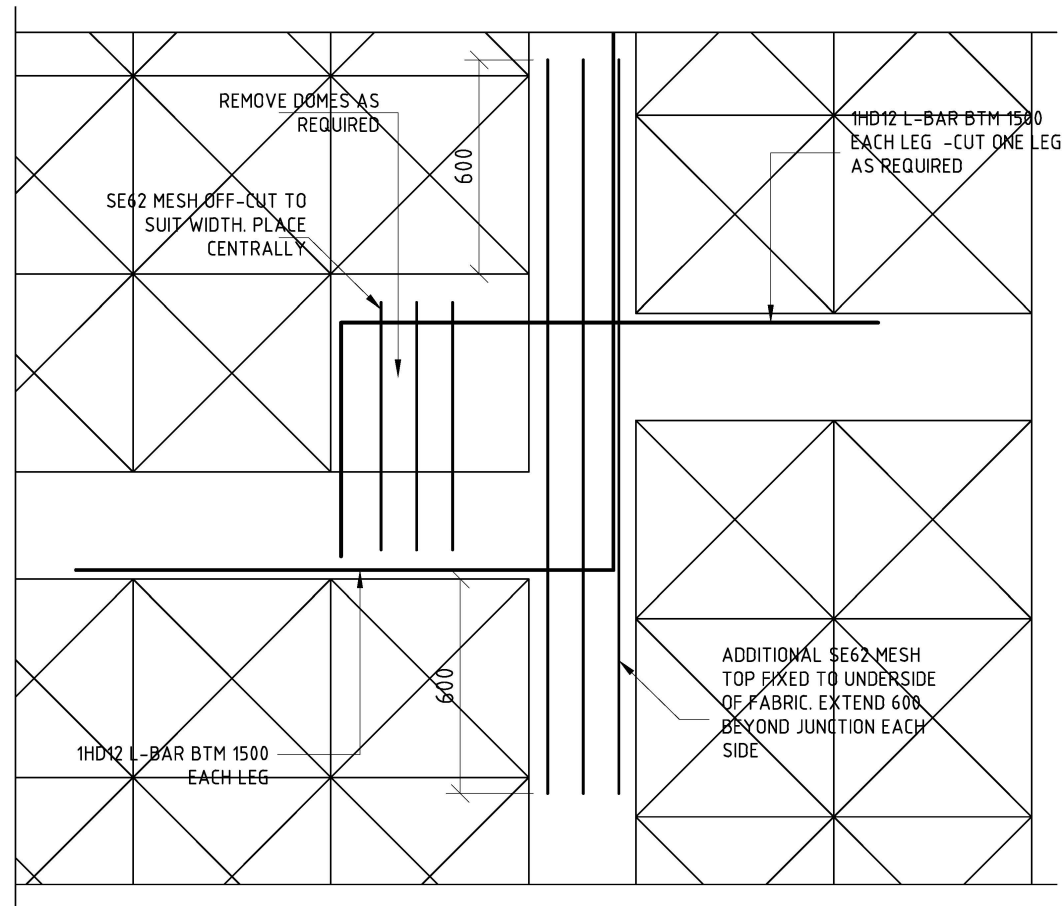 REMOVE DOMES AS
REQUIRED
600
1HD12 L-BAR BTM 1500
EACH LEG -CUT ONE LEG
AS REQUIRED
SE62 MESH OFF-CUT TO
SUIT WIDTH. PLACE
CENTRALLY
600
ADDITIONAL SE62 MESH
TOP FIXED TO UNDERSIDE
OF FABRIC. EXTEND 600
BEYOND JUNCTION EACH
SIDE
1HD12 L-BAR BTM 1500
EACH LEG